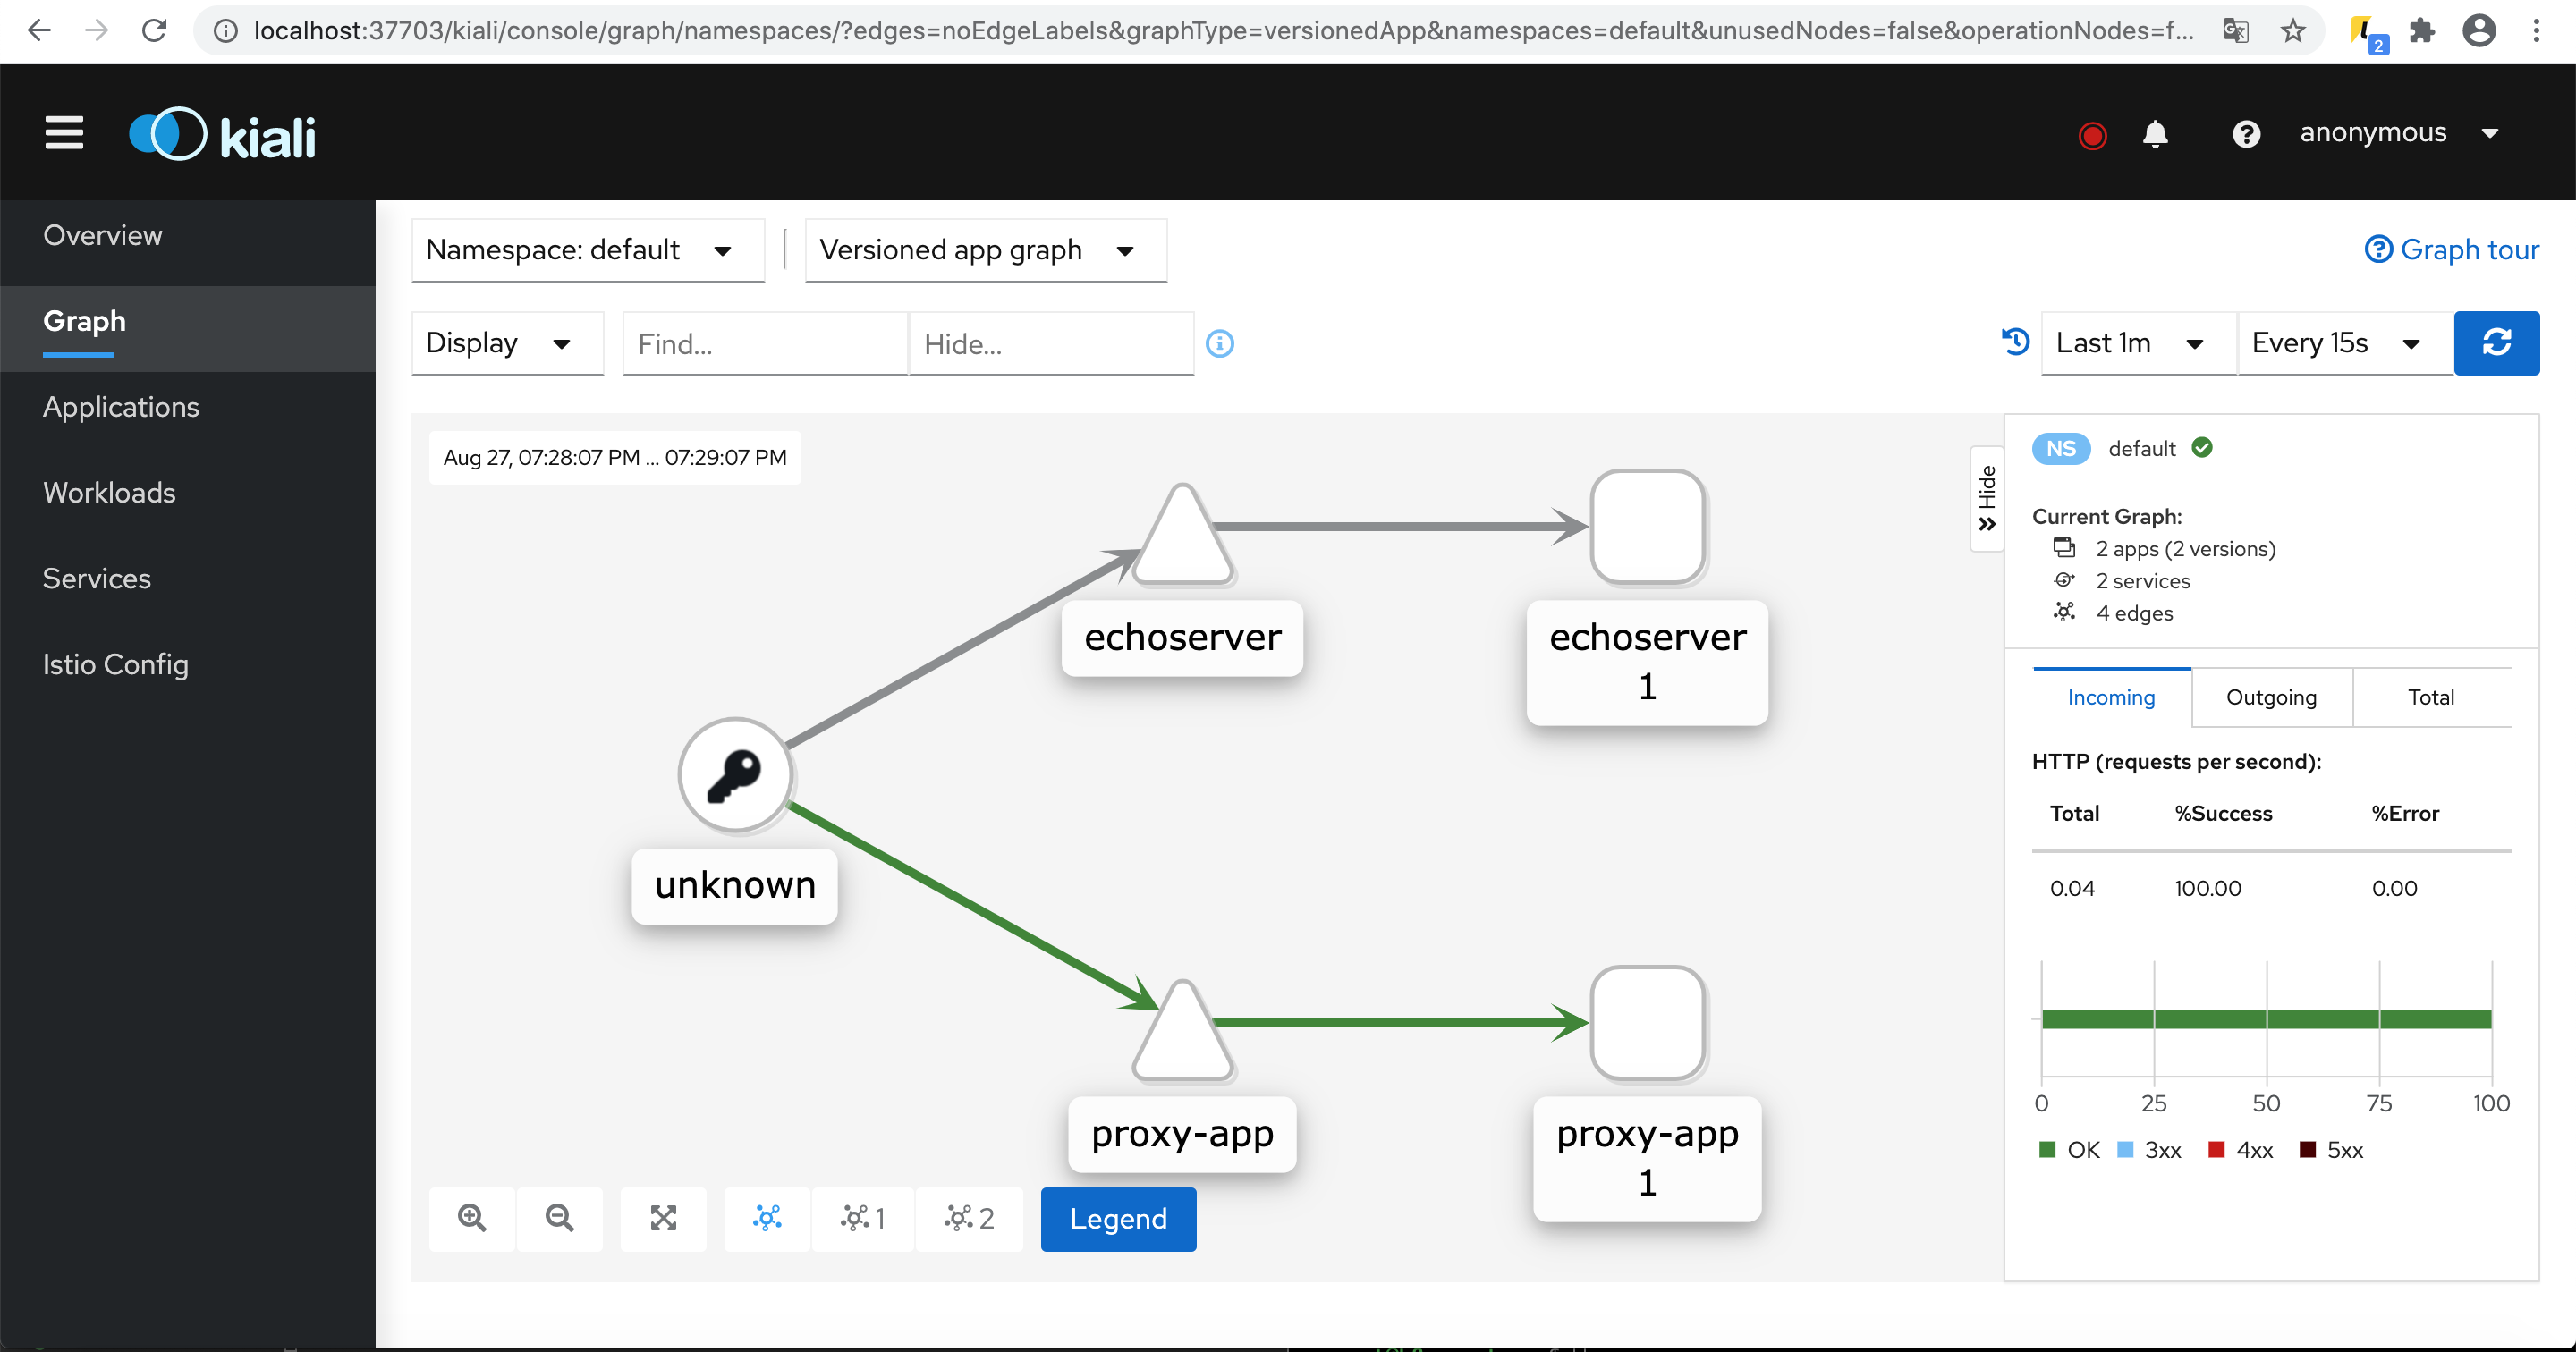 localhost:37703/kiali/console/graph/namespaces/?edges=noEdgeLabels&graphType=versionedApp&namespaces=default&unusedNodes=false&operationNodes=f...
2
kiali
anonymous
Overview
Graph
Applications
Workloads
Services
Istio Config
Namespace: default
Versioned app graph
Graph tour
Display
Find...
Hide...
Last 1m
Every 15s
Aug 27, 07:28:07 PM ... 07:29:07 PM
echoserver
echoserver
1
unknown
proxy-app
proxy-app
1
1
2
Legend
Hide
NS default
Current Graph:
2 apps (2 versions)
2 services
4 edges
Incoming Outgoing Total
HTTP (requests per second):
Total %Success %Error
0.04 100.00 0.00
0 25 50 75 100
OK 3xx 4xx 5xx